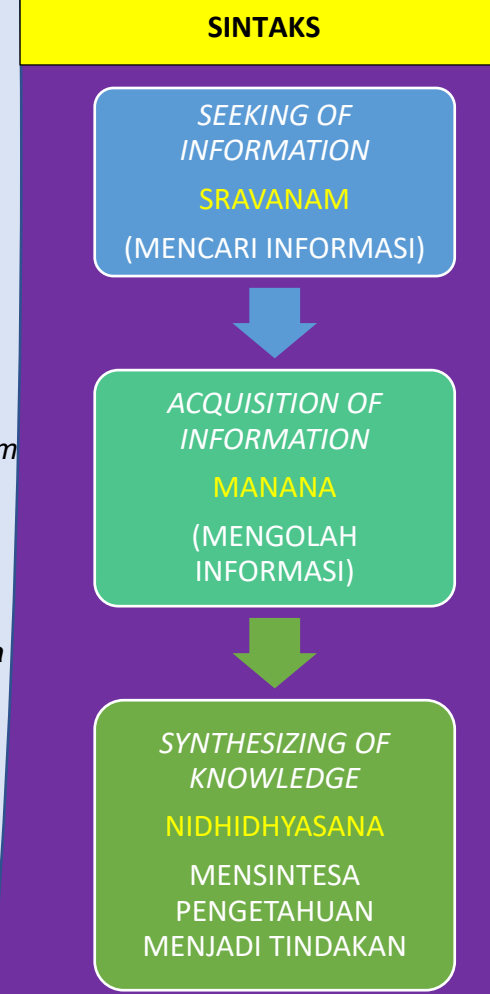 SINTAKS
SEEKING OF
INFORMATION
SRAVANAM
(MENCARI INFORMASI)
m
ACQUISITION OF
INFORMATION
MANANA
(MENGOLAH
INFORMASI)
SYNTHESIZING OF
KNOWLEDGE
NIDHIDHYASANA
MENSINTESA
PENGETAHUAN
MENJADI TINDAKAN